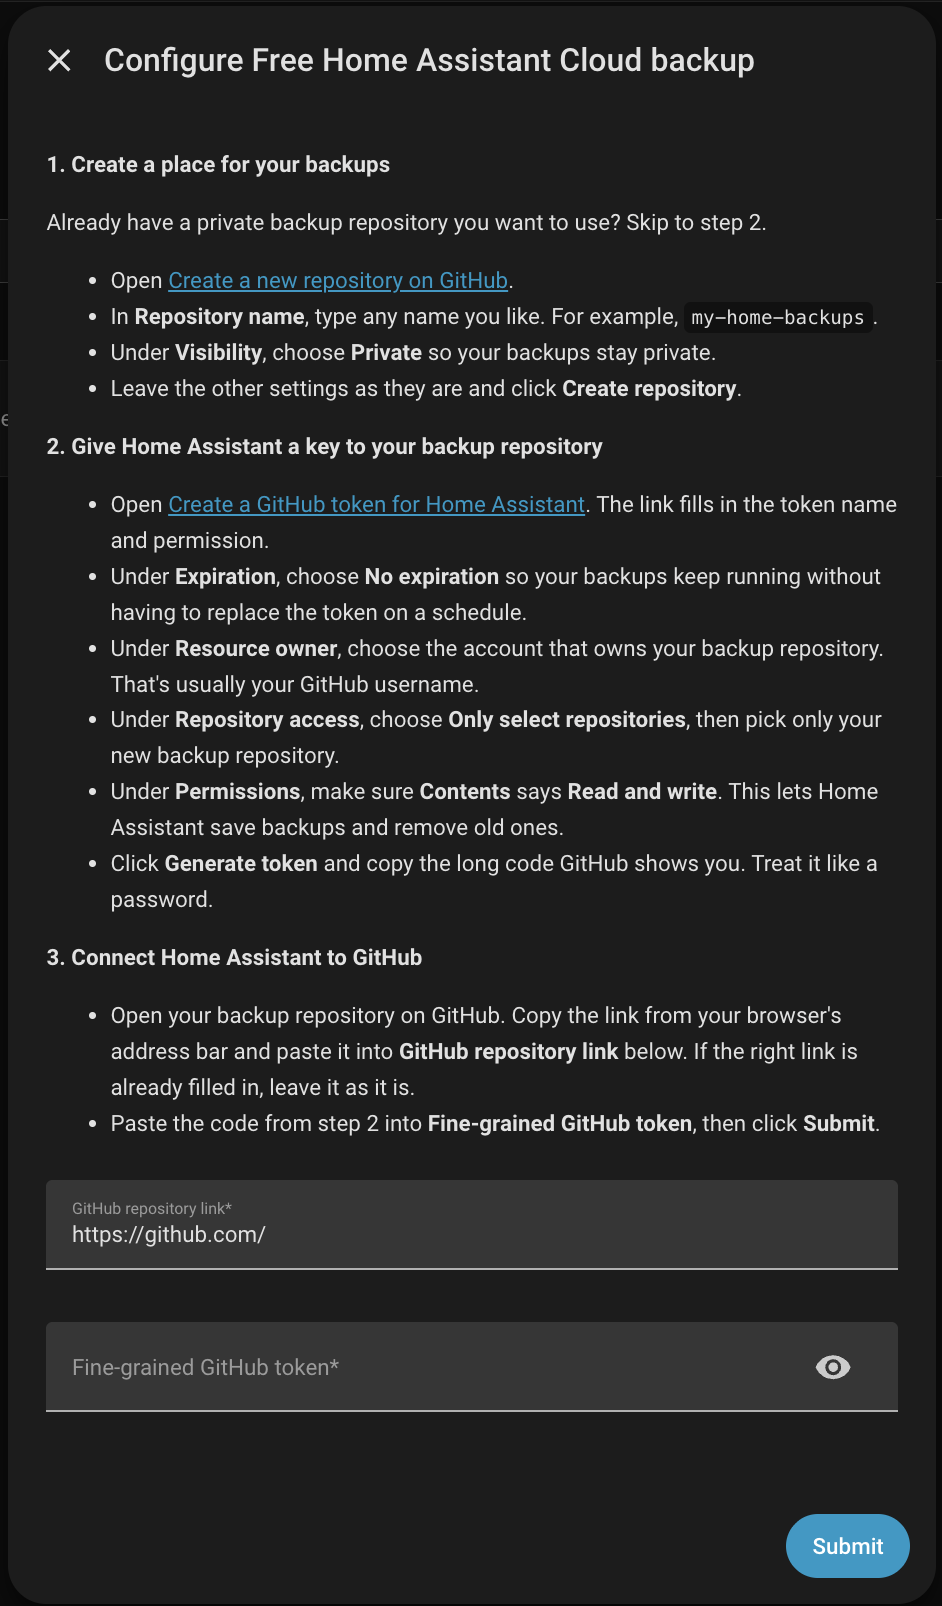 Configure Free Home Assistant Cloud backup
1. Create a place for your backups
Already have a private backup repository you want to use? Skip to step 2.
• Open Create a new repository on GitHub.
• In Repository name, type any name you like. For example, my-home-backups.
• Under Visibility, choose Private so your backups stay private.
• Leave the other settings as they are and click Create repository.
2. Give Home Assistant a key to your backup repository
• Open Create a GitHub token for Home Assistant. The link fills in the token name
and permission.
• Under Expiration, choose No expiration so your backups keep running without
having to replace the token on a schedule.
• Under Resource owner, choose the account that owns your backup repository.
That's usually your GitHub username.
• Under Repository access, choose Only select repositories, then pick only your
new backup repository.
• Under Permissions, make sure Contents says Read and write. This lets Home
Assistant save backups and remove old ones.
• Click Generate token and copy the long code GitHub shows you. Treat it like a
password.
3. Connect Home Assistant to GitHub
• Open your backup repository on GitHub. Copy the link from your browser's
address bar and paste it into GitHub repository link below. If the right link is
already filled in, leave it as it is.
• Paste the code from step 2 into Fine-grained GitHub token, then click Submit.
GitHub repository link*
https://github.com/
Fine-grained GitHub token*
Submit